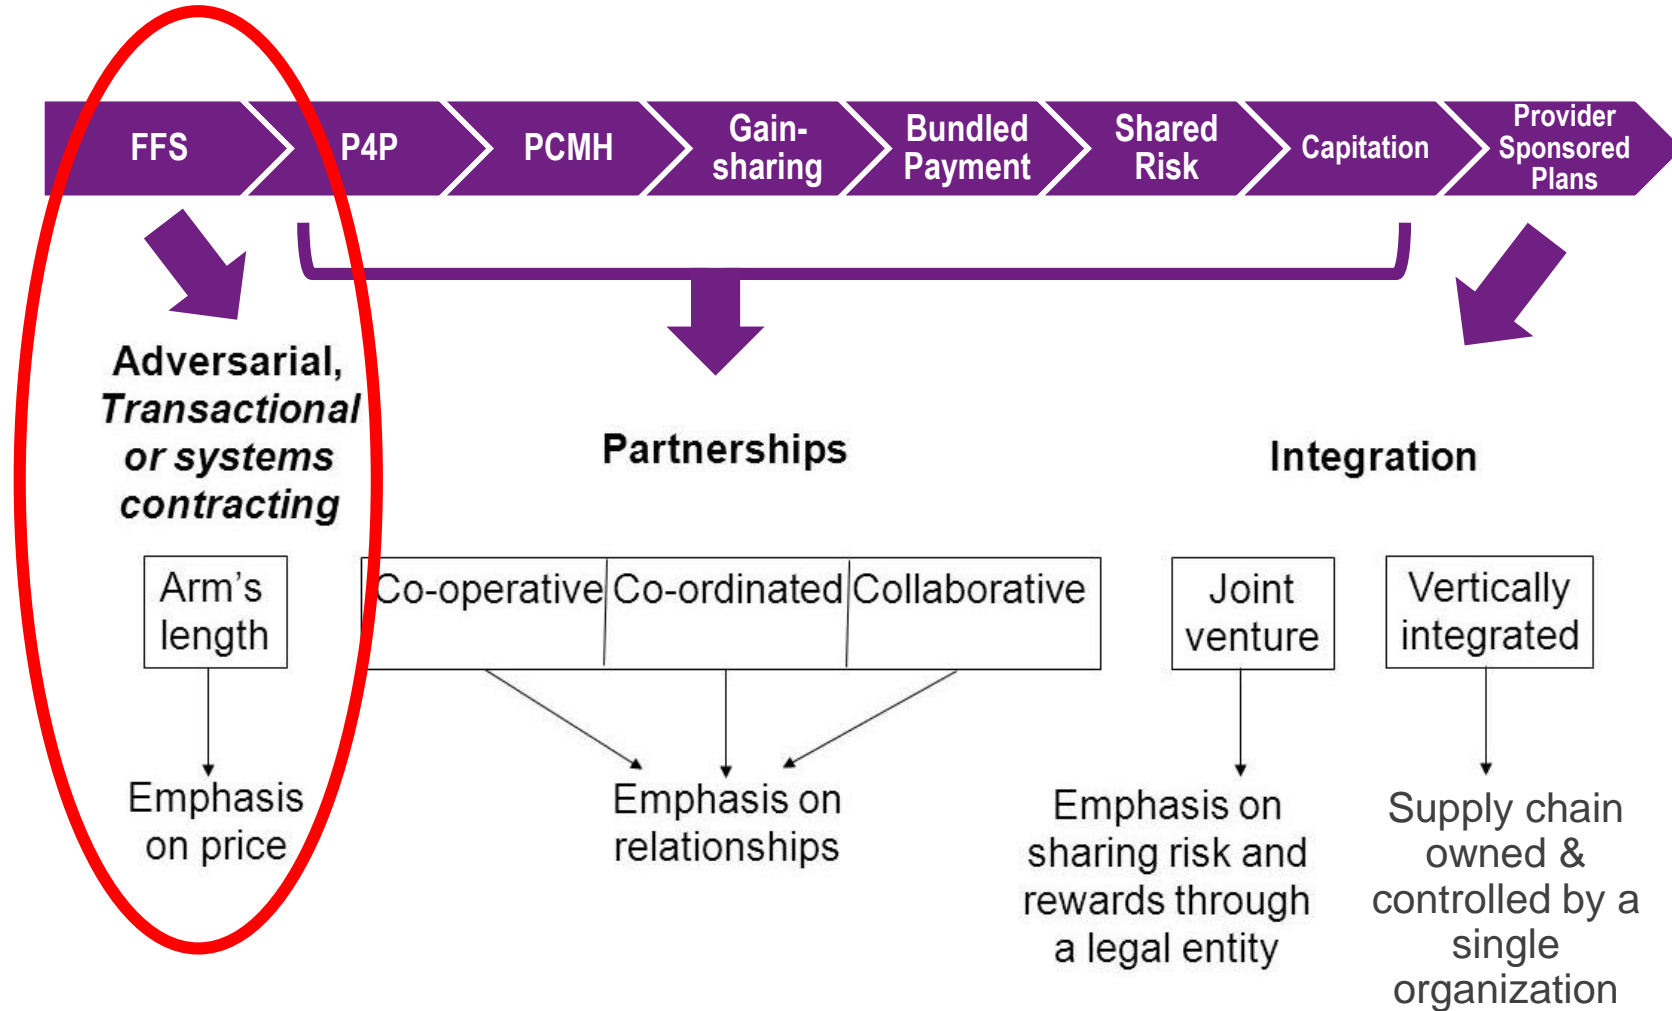 FFS
P4P
PCMH
Gain-
sharing
Bundled
Payment
Shared
Risk
Capitation
Provider
Sponsored
Plans
Adversarial,
Transactional
or systems
contracting
Partnerships
Integration
Arm's
length
Co-operative
Co-ordinated
Collaborative
Joint
venture
Vertically
integrated
Emphasis
on price
Emphasis on
relationships
Emphasis on
sharing risk and
rewards through
a legal entity
Supply chain
owned &
controlled by a
single
organization